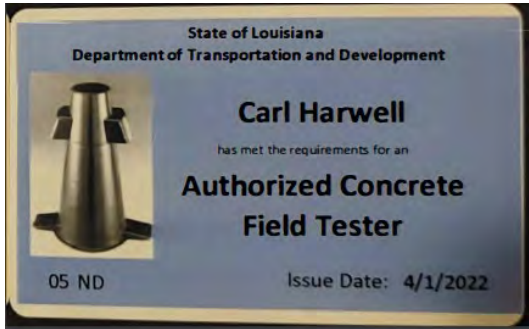 State of Louisiana
Department of Transportation and Development
Carl Harwell
has met the requirements for an
Authorized Concrete
Field Tester
05 ND
Issue Date: 4/1/2022